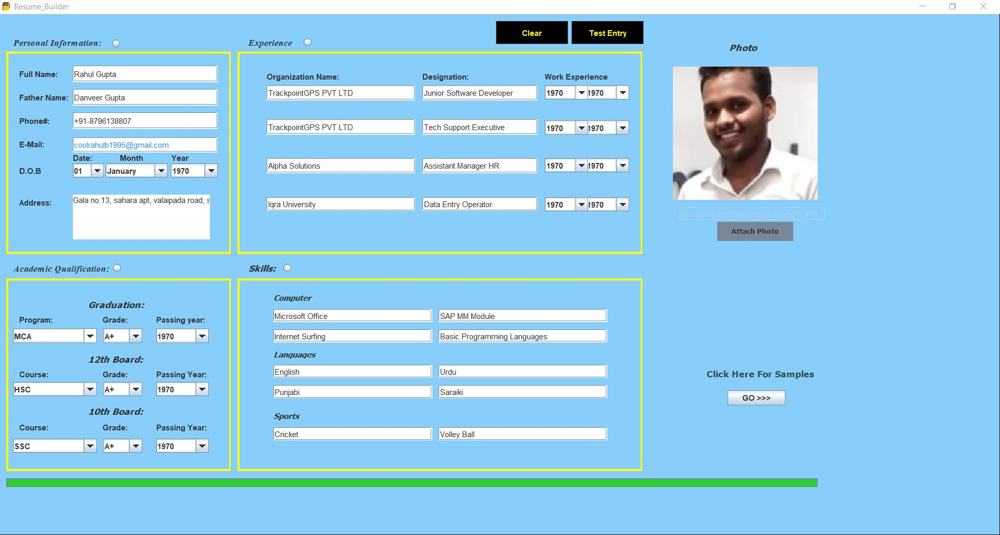 Resume_Builder
Clear
Test Entry
Personal Information:
Full Name: Rahul Gupta
Father Name: Danveer Gupta
Phone#: +91-8796138807
E-Mail: coolrahulb1995@gmail.com
Date: Month Year
D.O.B 01 January 1970
Address: Gala no.13, sahara apt, valaipada road, s
Experience
Organization Name: Designation: Work Experience
TrackpointGPS PVT LTD Junior Software Developer 1970 1970
TrackpointGPS PVT LTD Tech Support Executive 1970 1970
Alpha Solutions Assistant Manager HR 1970 1970
Iqra University Data Entry Operator 1970 1970
Photo
C:\Users\rahul\Documents\1\rahul3.JPG
Attach Photo
Academic Qualification:
Graduation:
Program: Grade: Passing year:
MCA A+ 1970
12th Board:
Course: Grade: Passing Year:
HSC A+ 1970
10th Board:
Course: Grade: Passing Year:
SSC A+ 1970
Skills:
Computer
Microsoft Office SAP MM Module
Internet Surfing Basic Programming Languages
Languages
English Urdu
Punjabi Saraiki
Sports
Cricket Volley Ball
Click Here For Samples
GO >>>